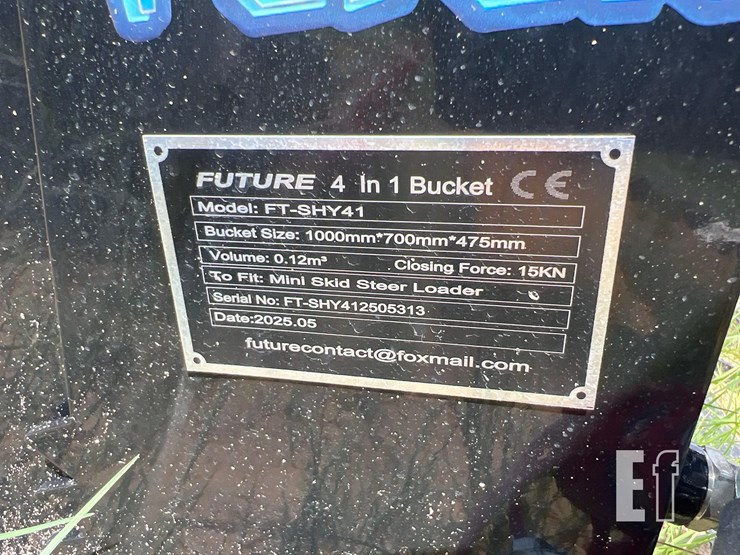 FUTURE 4 In 1 Bucket CE
Model: FT-SHY41
Bucket Size: 1000mm*700mm*475mm
Volume: 0.12m³ Closing Force: 15KN
To Fit: Mini Skid Steer Loader
Serial No: FT-SHY412505313
Date:2025.05
futurecontact@foxmail.com
Ef